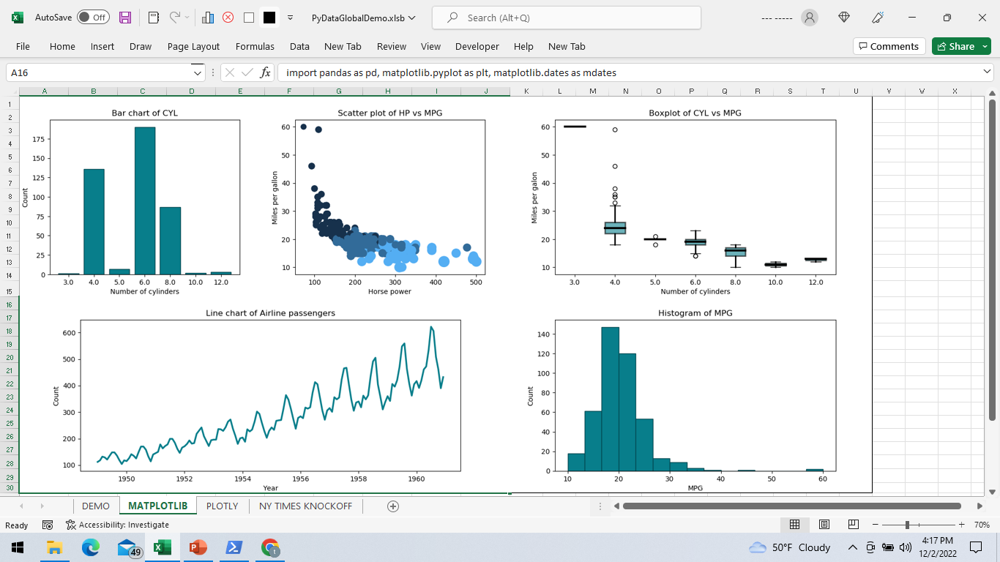 AutoSave Off PyDataGlobalDemo.xlsb Search (Alt+Q) --- -----
File Home Insert Draw Page Layout Formulas Data New Tab Review View Developer Help New Tab Comments Share
A16 fx import pandas as pd, matplotlib.pyplot as plt, matplotlib.dates as mdates
A B C D E F G H I J K L M N O P Q R S T U V W X
1
2
3
4
5
6
7
8
9
10
11
12
13
14
15
16
17
18
19
20
21
22
23
24
25
26
27
28
29
30
Bar chart of CYL
Count
175
150
125
100
75
50
25
0
3.0 4.0 5.0 6.0 8.0 10.0 12.0
Number of cylinders
Scatter plot of HP vs MPG
Miles per gallon
60
50
40
30
20
10
100 200 300 400 500
Horse power
Boxplot of CYL vs MPG
Miles per galon
60
50
40
30
20
10
3.0 4.0 5.0 6.0 8.0 10.0 12.0
Number of cylinders
Line chart of Airline passengers
Count
600
500
400
300
200
100
1950 1952 1954 1956 1958 1960
Year
Histogram of MPG
Count
140
120
100
80
60
40
20
0
10 20 30 40 50 60
MPG
DEMO MATPLOTLIB PLOTLY NY TIMES KNOCKOFF
Ready Accessibility: Investigate 70%
49 t 50°F Cloudy 4:17 PM
12/2/2022